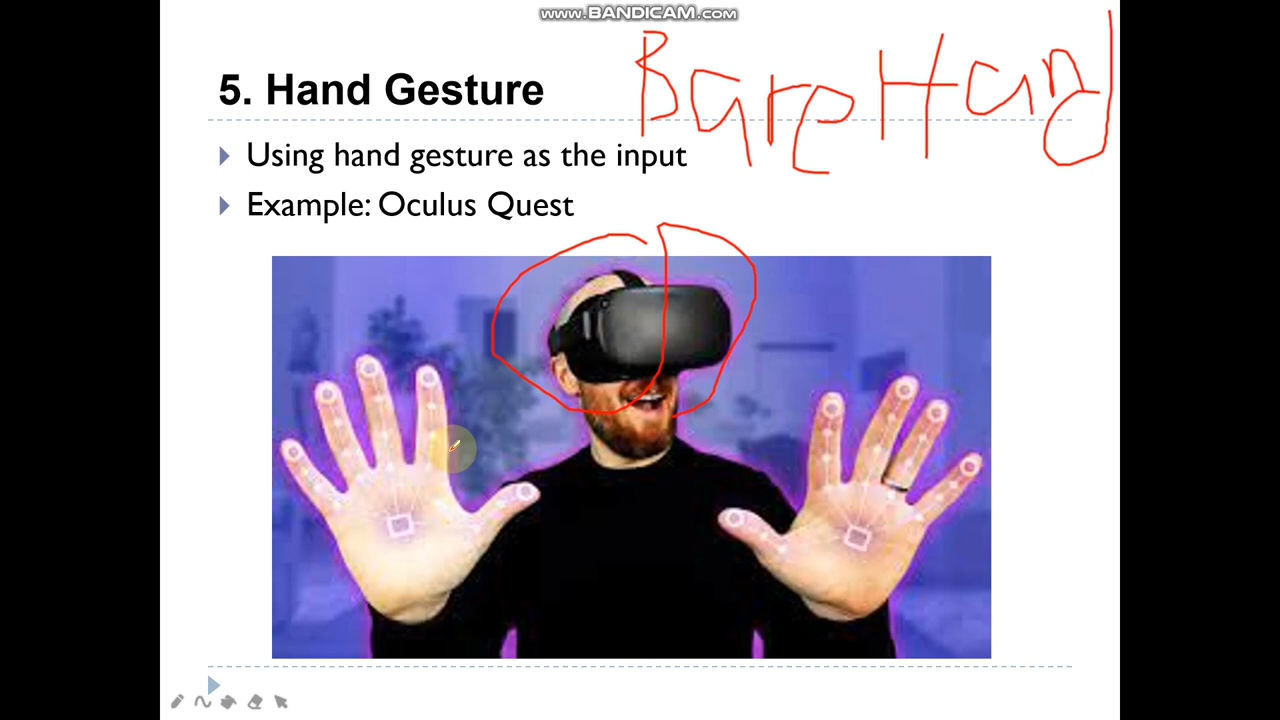 www.BANDICAM.com
BareHand
5. Hand Gesture
Using hand gesture as the input
Example: Oculus Quest